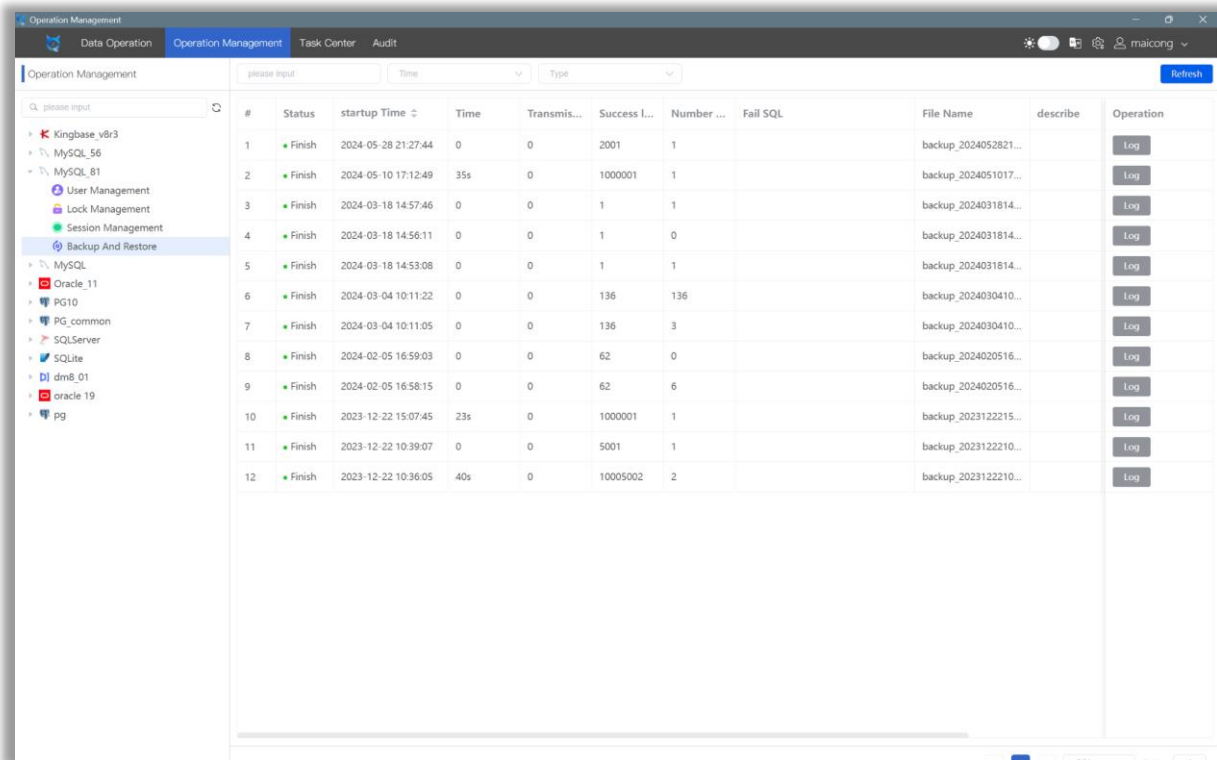 Operation Management
Data Operation Operation Management Task Center Audit maicong
Operation Management please input Time Type Refresh
please input
# Status startup Time Time Transmis... Success l... Number ... Fail SQL File Name describe Operation
Kingbase_v8r3
MySQL_56
MySQL_81
User Management
Lock Management
Session Management
Backup And Restore
MySQL
Oracle_11
PG10
PG_common
SQLServer
SQLite
dm8_01
oracle 19
pg
1 Finish 2024-05-28 21:27:44 0 0 2001 1 backup_2024052821... Log
2 Finish 2024-05-10 17:12:49 35s 0 1000001 1 backup_2024051017... Log
3 Finish 2024-03-18 14:57:46 0 0 1 1 backup_2024031814... Log
4 Finish 2024-03-18 14:56:11 0 0 1 0 backup_2024031814... Log
5 Finish 2024-03-18 14:53:08 0 0 1 1 backup_2024031814... Log
6 Finish 2024-03-04 10:11:22 0 0 136 136 backup_2024030410... Log
7 Finish 2024-03-04 10:11:05 0 0 136 3 backup_2024030410... Log
8 Finish 2024-02-05 16:59:03 0 0 62 0 backup_2024020516... Log
9 Finish 2024-02-05 16:58:15 0 0 62 6 backup_2024020516... Log
10 Finish 2023-12-22 15:07:45 23s 0 1000001 1 backup_2023122215... Log
11 Finish 2023-12-22 10:39:07 0 0 5001 1 backup_2023122210... Log
12 Finish 2023-12-22 10:36:05 40s 0 10005002 2 backup_2023122210... Log